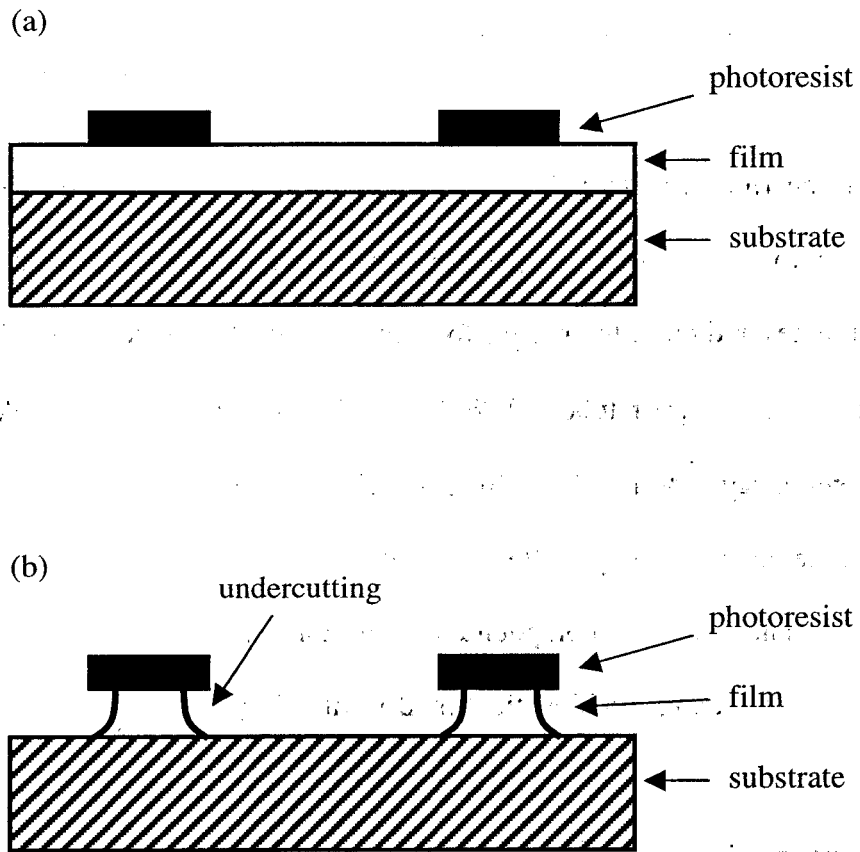 (a)
photoresist
film
substrate
(b)
undercutting
photoresist
film
substrate